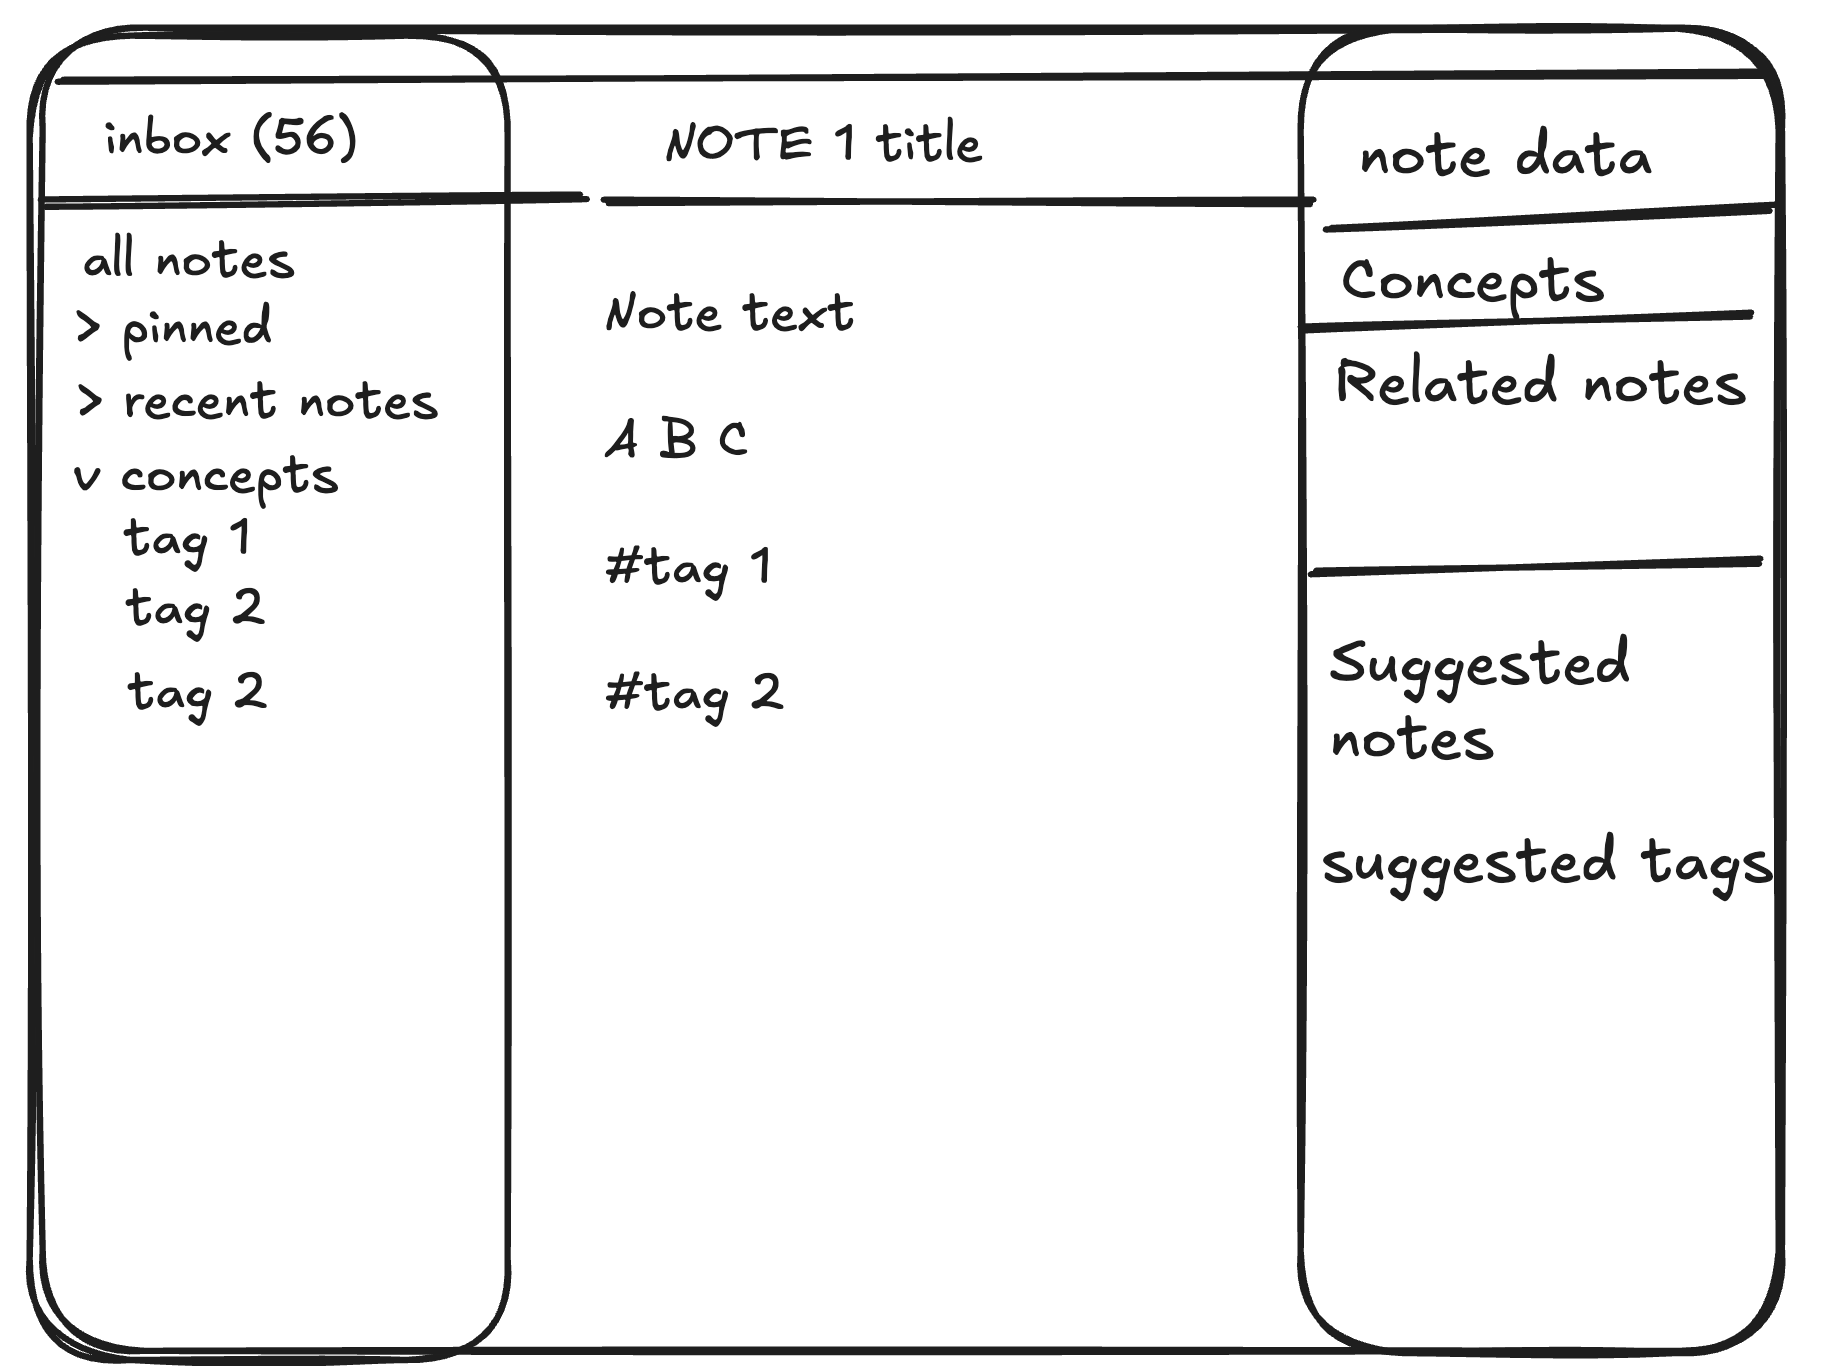 inbox (56)
all notes
> pinned
> recent notes
v concepts
tag 1
tag 2
tag 2
NOTE 1 title
Note text
A B C
#tag 1
#tag 2
note data
Concepts
Related notes
Suggested
notes
suggested tags